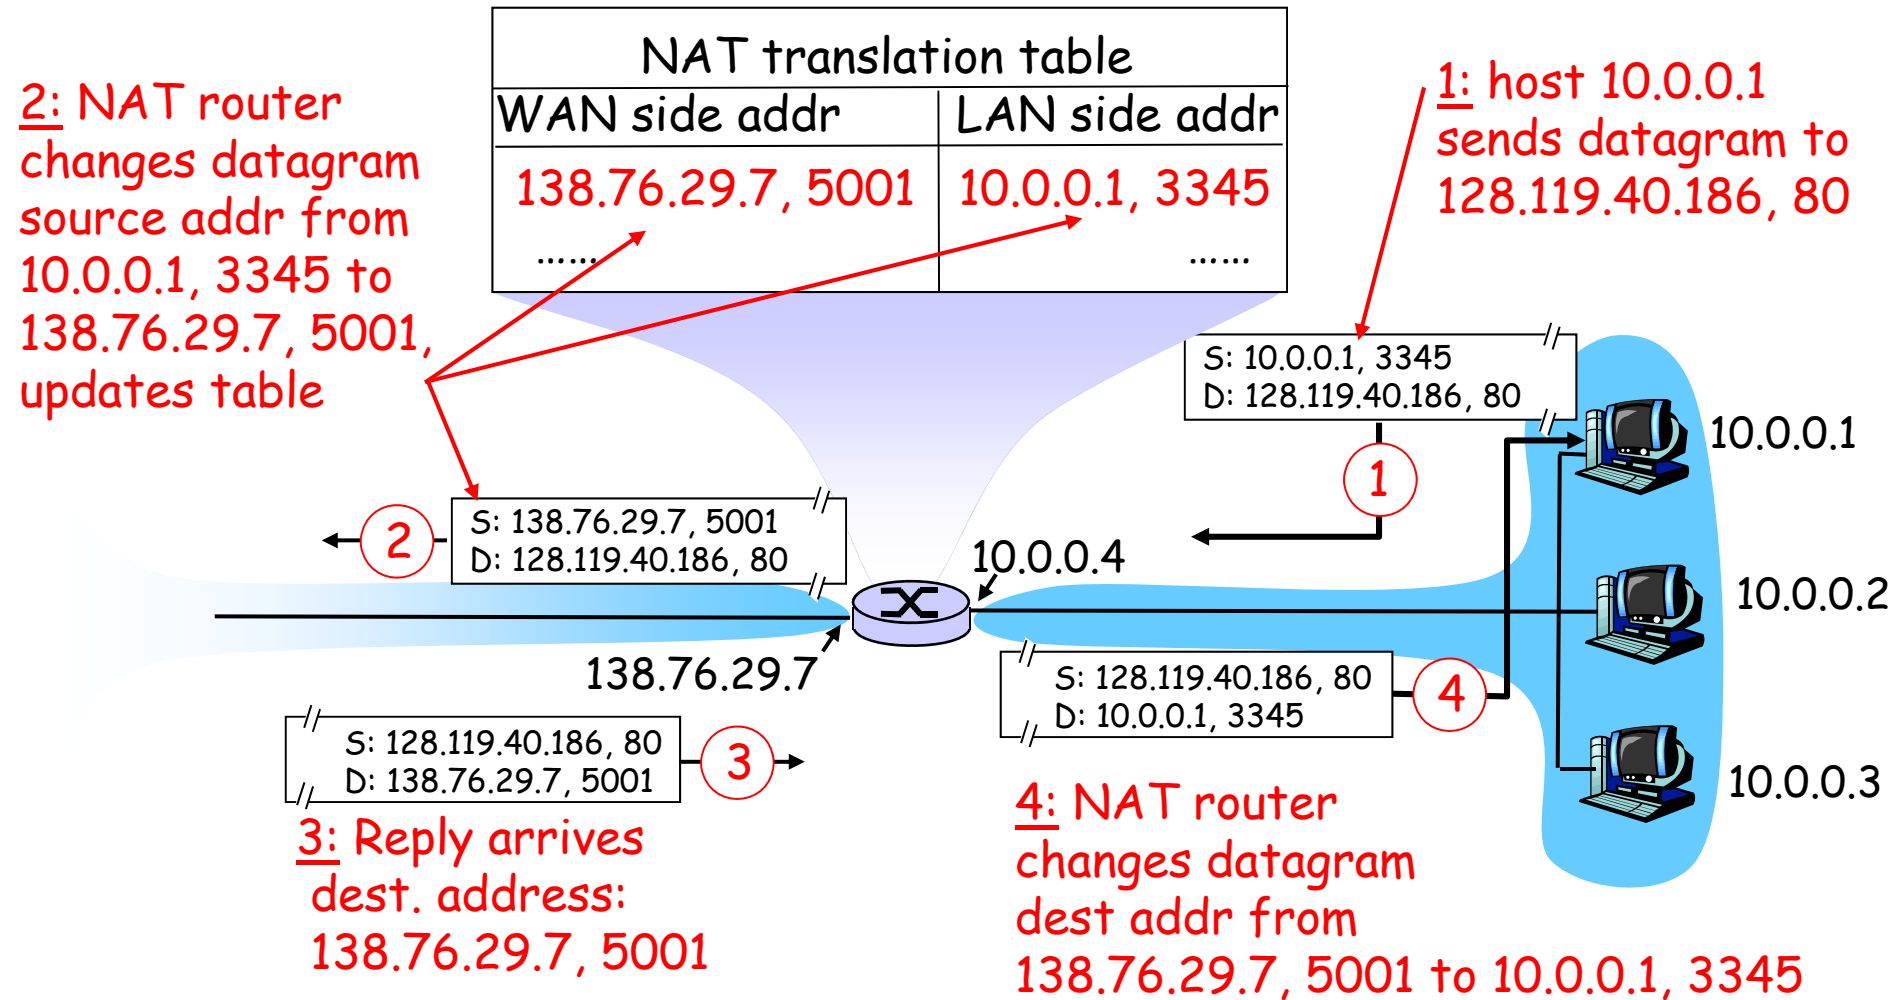 NAT translation table
WAN side addr
LAN side addr
138.76.29.7, 5001
10.0.0.1, 3345
......
......
2: NAT router
changes datagram
source addr from
10.0.0.1, 3345 to
138.76.29.7, 5001,
updates table
1: host 10.0.0.1
sends datagram to
128.119.40.186, 80
S: 10.0.0.1, 3345
D: 128.119.40.186, 80
1
10.0.0.1
S: 138.76.29.7, 5001
D: 128.119.40.186, 80
2
10.0.0.4
10.0.0.2
138.76.29.7
S: 128.119.40.186, 80
D: 10.0.0.1, 3345
4
S: 128.119.40.186, 80
D: 138.76.29.7, 5001
3
10.0.0.3
3: Reply arrives
dest. address:
138.76.29.7, 5001
4: NAT router
changes datagram
dest addr from
138.76.29.7, 5001 to 10.0.0.1, 3345